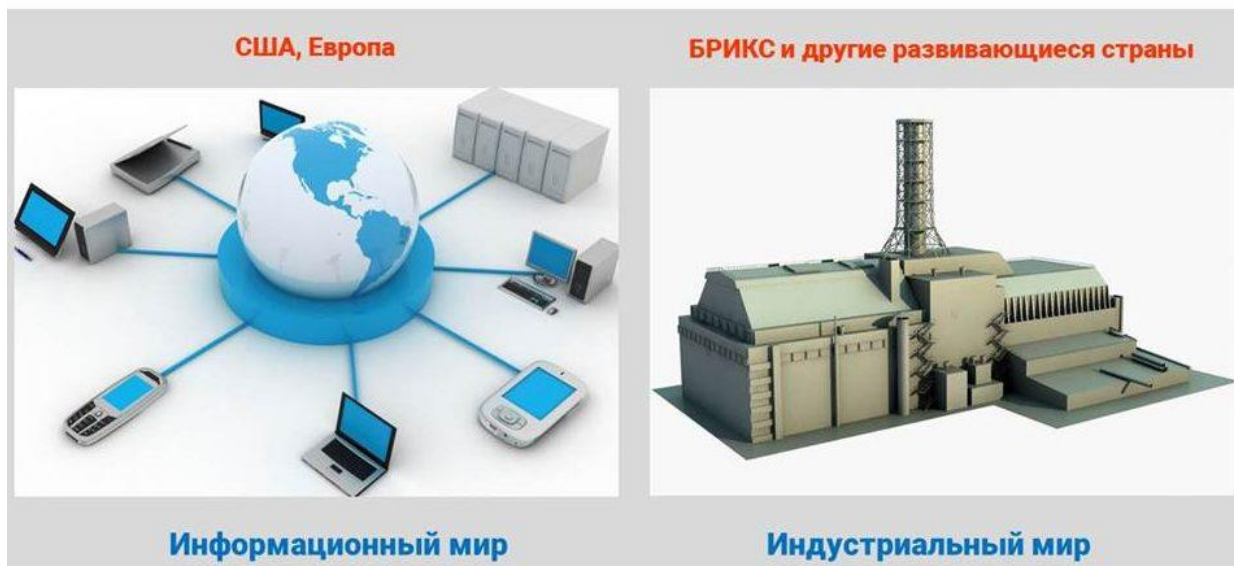 США, Европа
БРИКС и другие развивающиеся страны
Информационный мир
Индустриальный мир